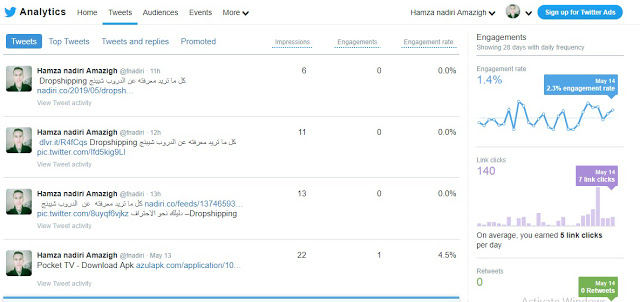 Analytics Home Tweets Audiences Events More Hamza nadiri Amazigh Sign up for Twitter Ads
Tweets Top Tweets Tweets and replies Promoted Impressions Engagements Engagement rate
Hamza nadiri Amazigh @fnadiri · 11h 6 0 0.0%
كل ما تريد معرفته عن الدروب شيبنج Dropshipping
nadiri.co/2019/05/dropsh…
View Tweet activity
Hamza nadiri Amazigh @fnadiri · 12h 11 0 0.0%
كل ما تريد معرفته عن الدروب شيبنج Dropshipping dlvr.it/R4fCqs
pic.twitter.com/lfd5kig9LI
View Tweet activity
Hamza nadiri Amazigh @fnadiri · 13h 13 0 0.0%
كل ما تريد معرفته عن الدروب شيبنج nadiri.co/feeds/13746593…
Dropshipping –دليلك نحو الاحتراف pic.twitter.com/8uyqf6vjkz
View Tweet activity
Hamza nadiri Amazigh @fnadiri · May 13 22 1 4.5%
Pocket TV - Download Apk azulapk.com/application/10…
View Tweet activity
Engagements
Showing 28 days with daily frequency
Engagement rate
1.4%
May 14
2.3% engagement rate
Link clicks
140
May 14
7 link clicks
On average, you earned 5 link clicks
per day
Retweets
0
May 14
0 Retweets